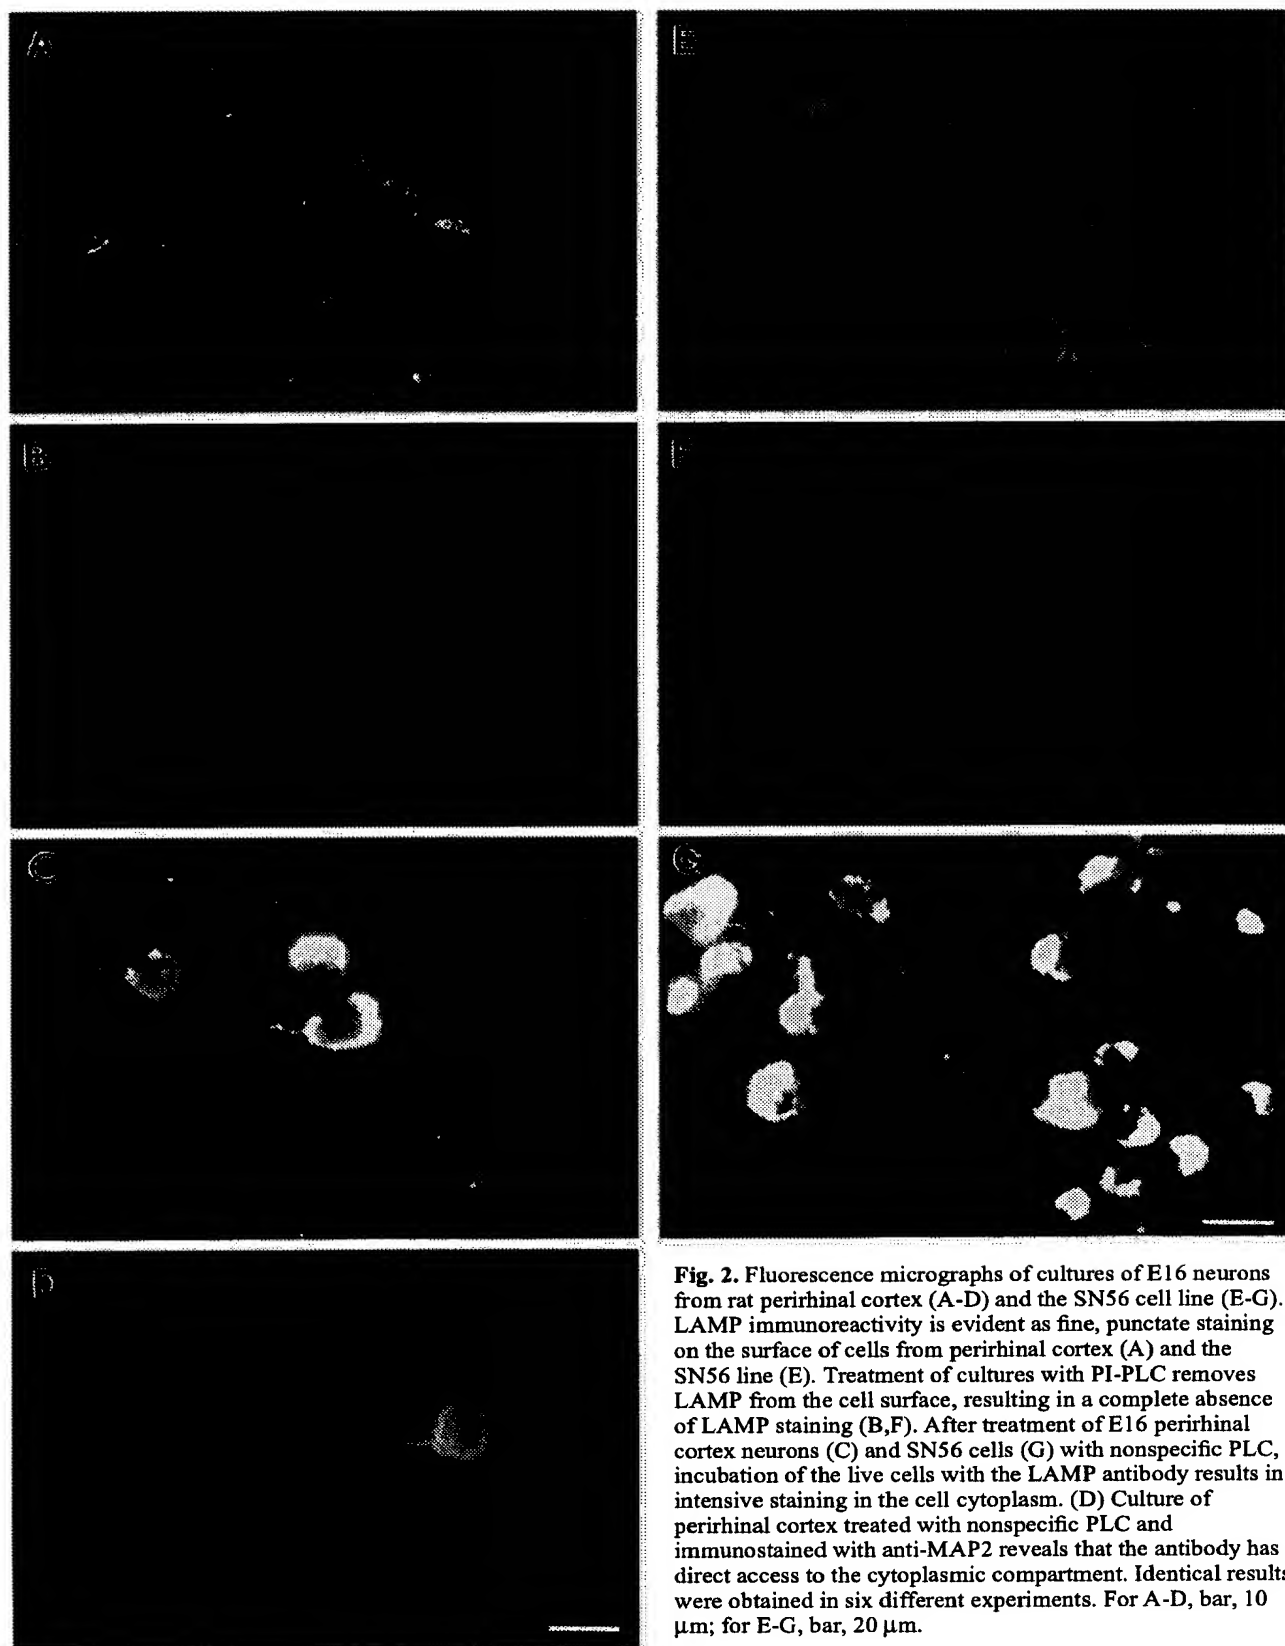 A
E
B
F
C
G
D
Fig. 2. Fluorescence micrographs of cultures of E16 neurons
from rat perirhinal cortex (A-D) and the SN56 cell line (E-G).
LAMP immunoreactivity is evident as fine, punctate staining
on the surface of cells from perirhinal cortex (A) and the
SN56 line (E). Treatment of cultures with PI-PLC removes
LAMP from the cell surface, resulting in a complete absence
of LAMP staining (B,F). After treatment of E16 perirhinal
cortex neurons (C) and SN56 cells (G) with nonspecific PLC,
incubation of the live cells with the LAMP antibody results in
intensive staining in the cell cytoplasm. (D) Culture of
perirhinal cortex treated with nonspecific PLC and
immunostained with anti-MAP2 reveals that the antibody has
direct access to the cytoplasmic compartment. Identical results
were obtained in six different experiments. For A-D, bar, 10
μm; for E-G, bar, 20 μm.